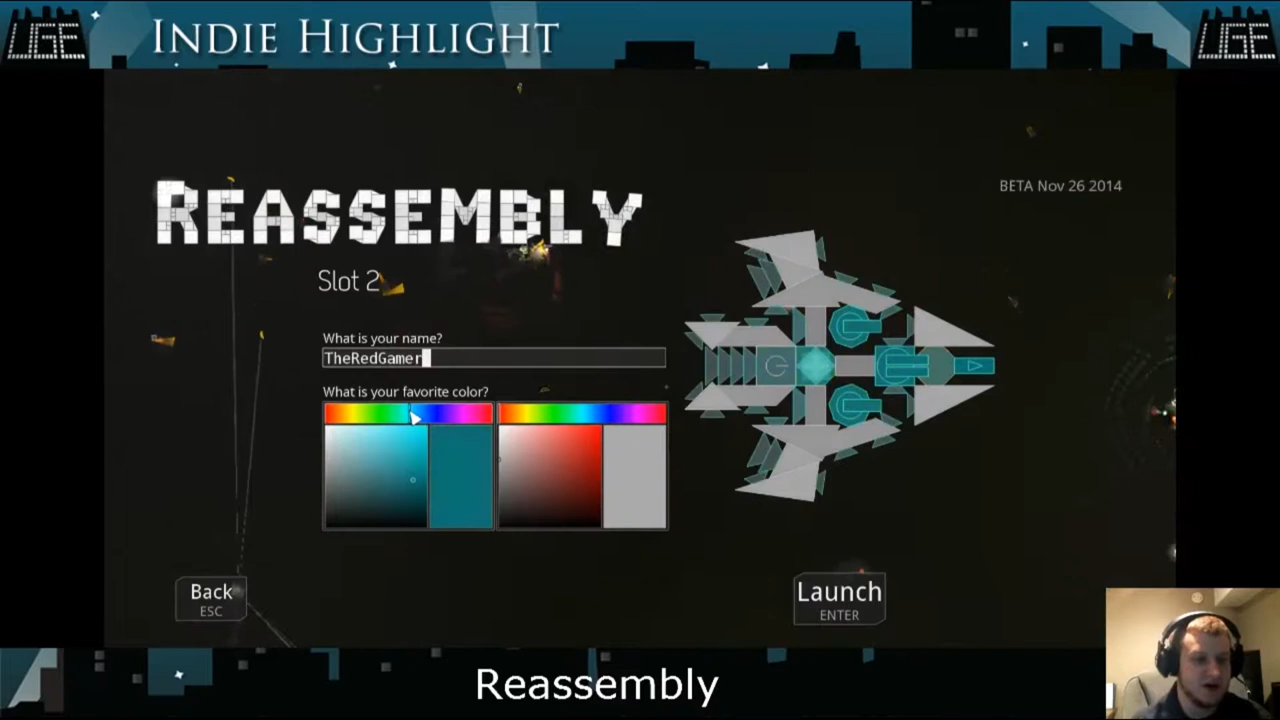 UGE
INDIE HIGHLIGHT
UGE
REASSEMBLY
BETA Nov 26 2014
Slot 2
What is your name?
TheRedGamer
What is your favorite color?
Back
ESC
Launch
ENTER
Reassembly